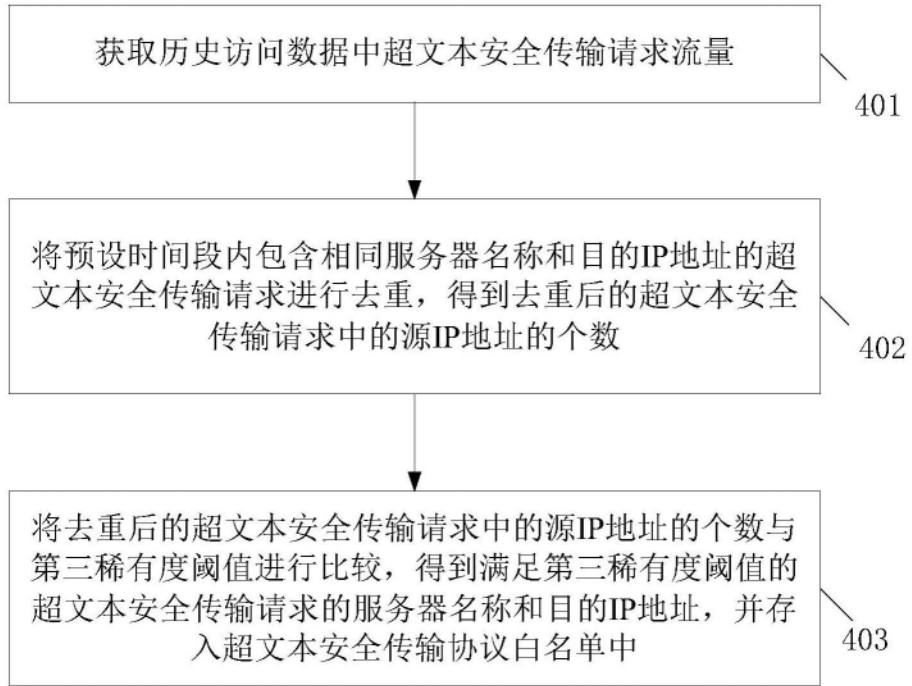 获取历史访问数据中超文本安全传输请求流量
401
将预设时间段内包含相同服务器名称和目的IP地址的超
文本安全传输请求进行去重，得到去重后的超文本安全
传输请求中的源IP地址的个数
402
将去重后的超文本安全传输请求中的源IP地址的个数与
第三稀有度阈值进行比较，得到满足第三稀有度阈值的
超文本安全传输请求的服务器名称和目的IP地址，并存
入超文本安全传输协议白名单中
403